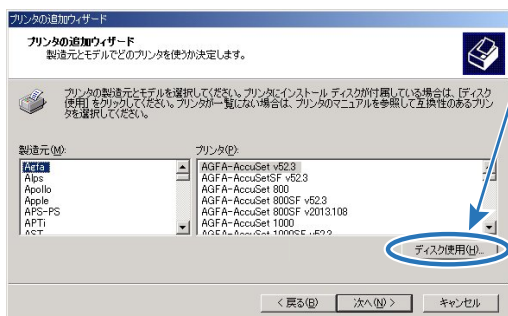 プリンタの追加ウィザード
プリンタの追加ウィザード
製造元とモデルでどのプリンタを使うか決定します。
プリンタの製造元とモデルを選択してください。プリンタにインストール ディスクが付属している場合は、[ディスク
使用] をクリックしてください。プリンタが一覧にない場合は、プリンタのマニュアルを参照して互換性のあるプリン
タを選択してください。
製造元(M):
Agfa
Alps
Apollo
Apple
APS-PS
APTi
AST
プリンタ(P):
AGFA-AccuSet v52.3
AGFA-AccuSetSF v52.3
AGFA-AccuSet 800
AGFA-AccuSet 800SF v52.3
AGFA-AccuSet 800SF v2013.108
AGFA-AccuSet 1000
AGFA-AccuSet 1000SF v52.3
ディスク使用(H)...
< 戻る(B)
次へ(N) >
キャンセル